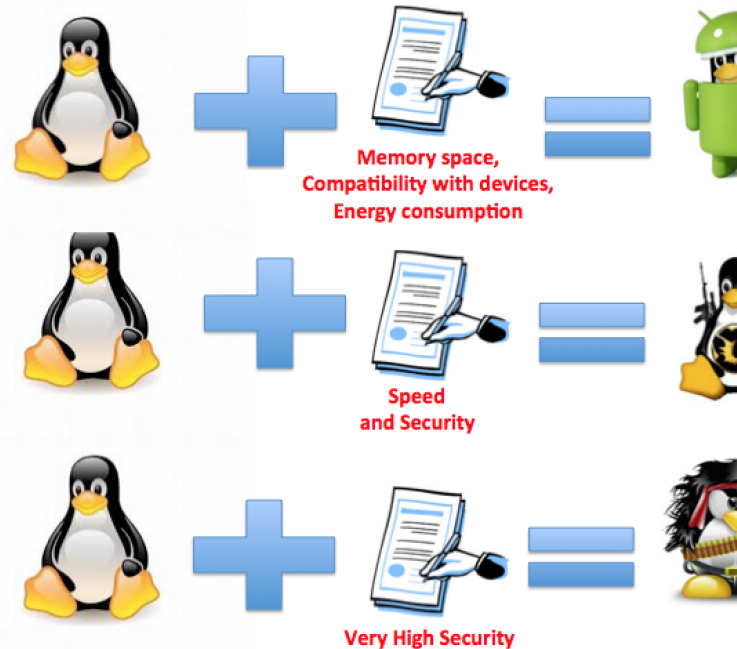 Memory space,
Compatibility with devices,
Energy consumption
Speed
and Security
Very High Security